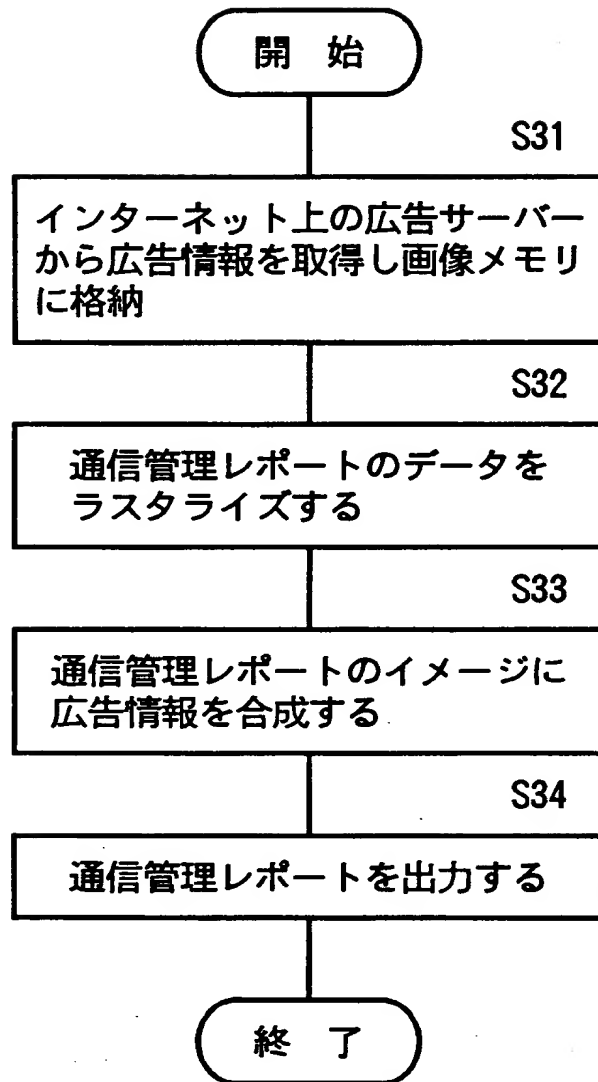 開 始
S31
インターネット上の広告サーバー
から広告情報を取得し画像メモリ
に格納
S32
通信管理レポートのデータを
ラスタライズする
S33
通信管理レポートのイメージに
広告情報を合成する
S34
通信管理レポートを出力する
終 了